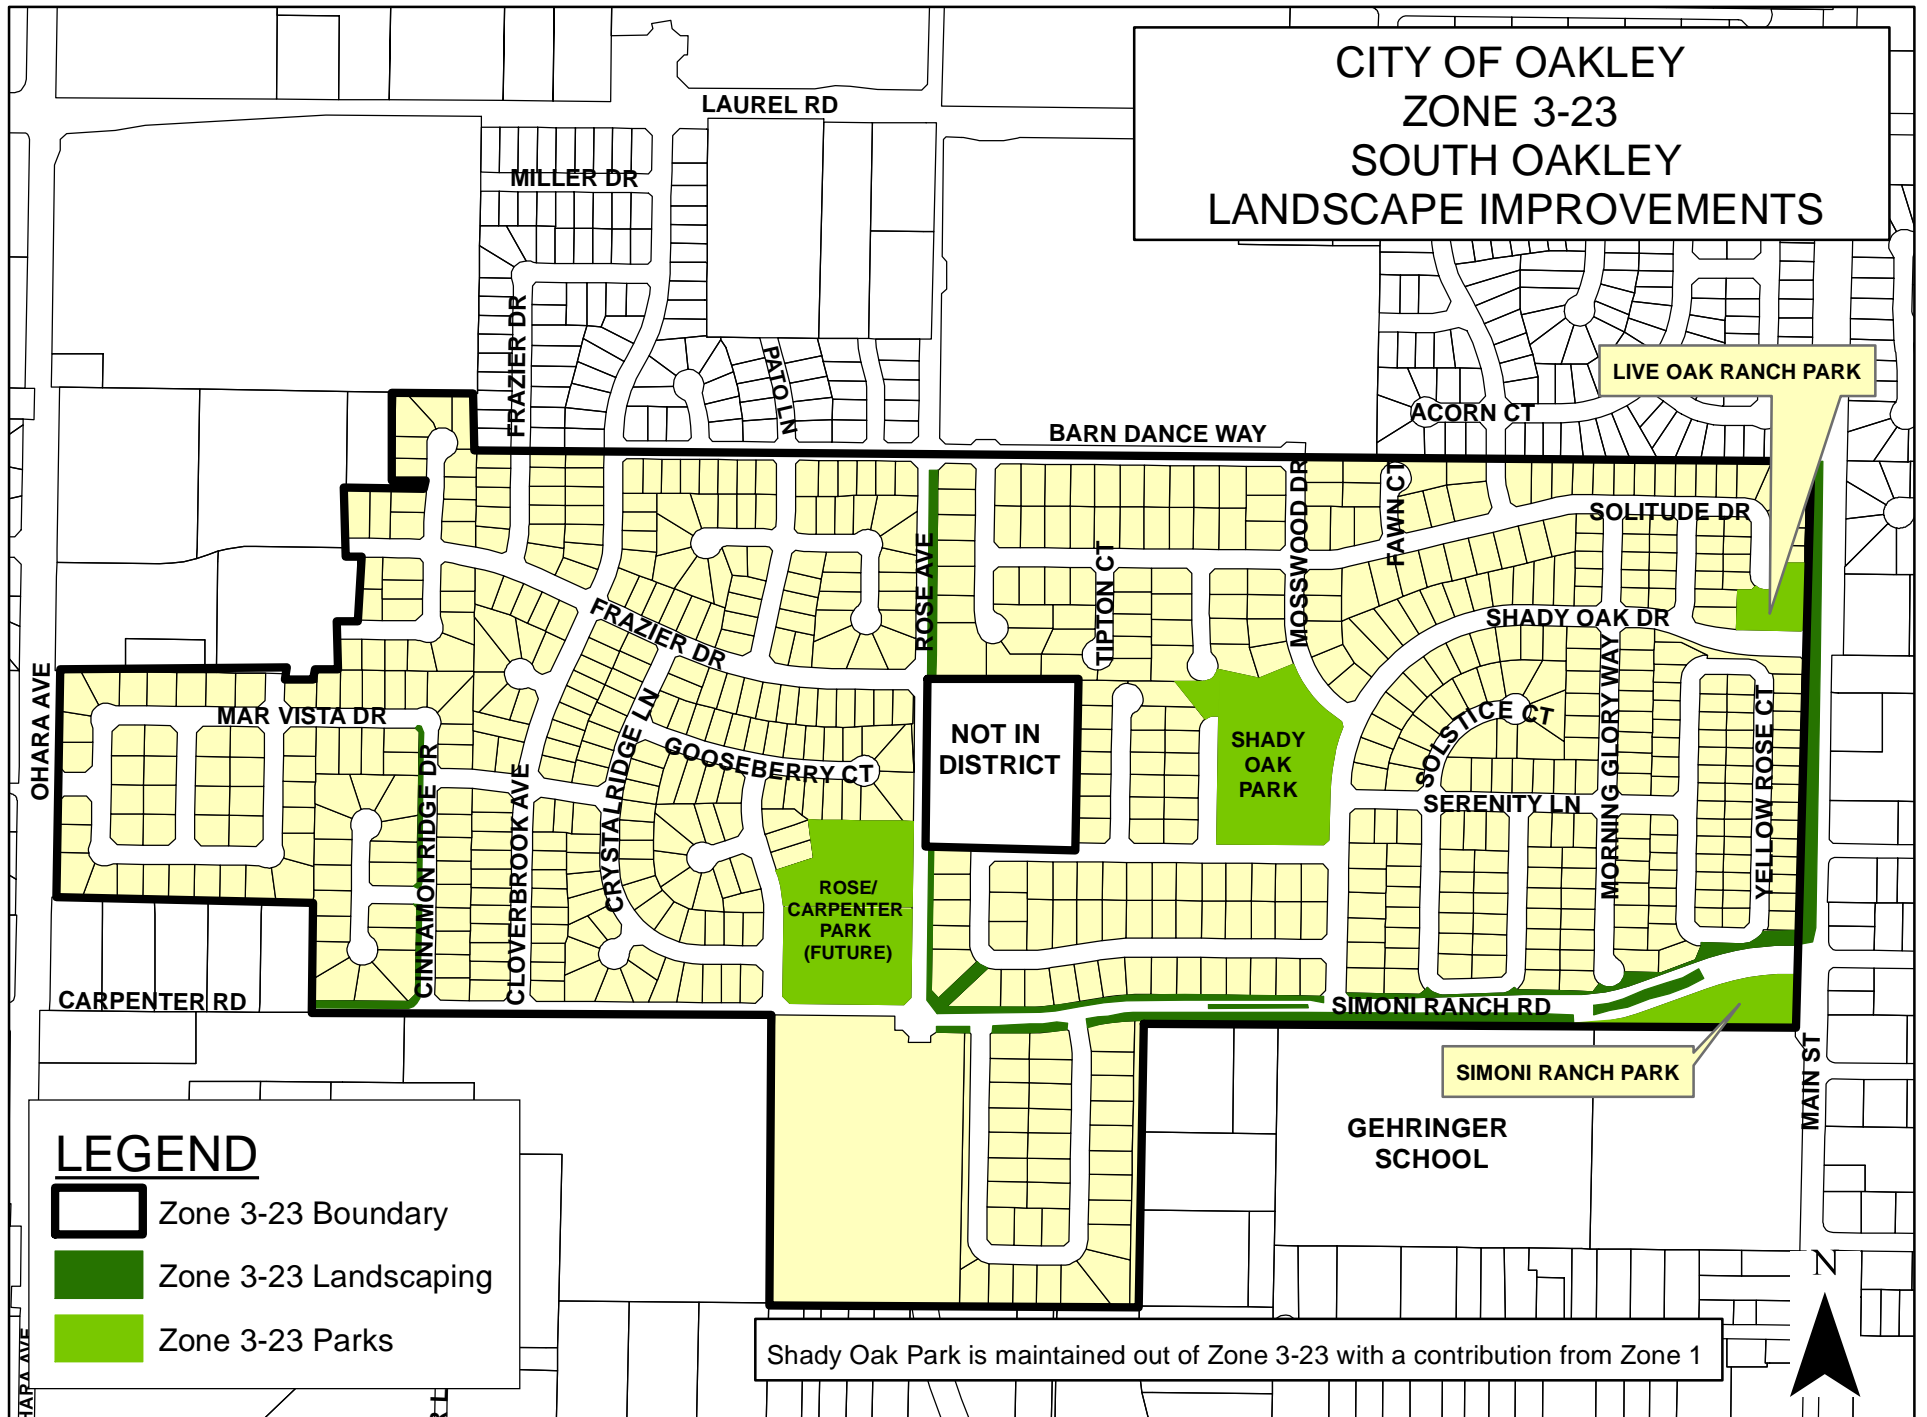 CITY OF OAKLEY
ZONE 3-23
SOUTH OAKLEY
LANDSCAPE IMPROVEMENTS
LAUREL RD
MILLER DR
FRAZIER DR
PATO LN
LIVE OAK RANCH PARK
ACORN CT
BARN DANCE WAY
MOSSWOOD DR
FAWN CT
SOLITUDE DR
ROSE AVE
TIPTON CT
FRAZIER DR
SHADY OAK DR
OHARA AVE
MAR VISTA DR
CRYSTALRIDGE LN
GOOSEBERRY CT
NOT IN
DISTRICT
SHADY
OAK
PARK
SOLSTICE CT
MORNING GLORY WAY
YELLOW ROSE CT
SERENITY LN
CINNAMON RIDGE DR
CLOVERBROOK AVE
ROSE/
CARPENTER
PARK
(FUTURE)
CARPENTER RD
SIMONI RANCH RD
SIMONI RANCH PARK
MAIN ST
GEHRINGER
SCHOOL
LEGEND
Zone 3-23 Boundary
Zone 3-23 Landscaping
Zone 3-23 Parks
N
Shady Oak Park is maintained out of Zone 3-23 with a contribution from Zone 1